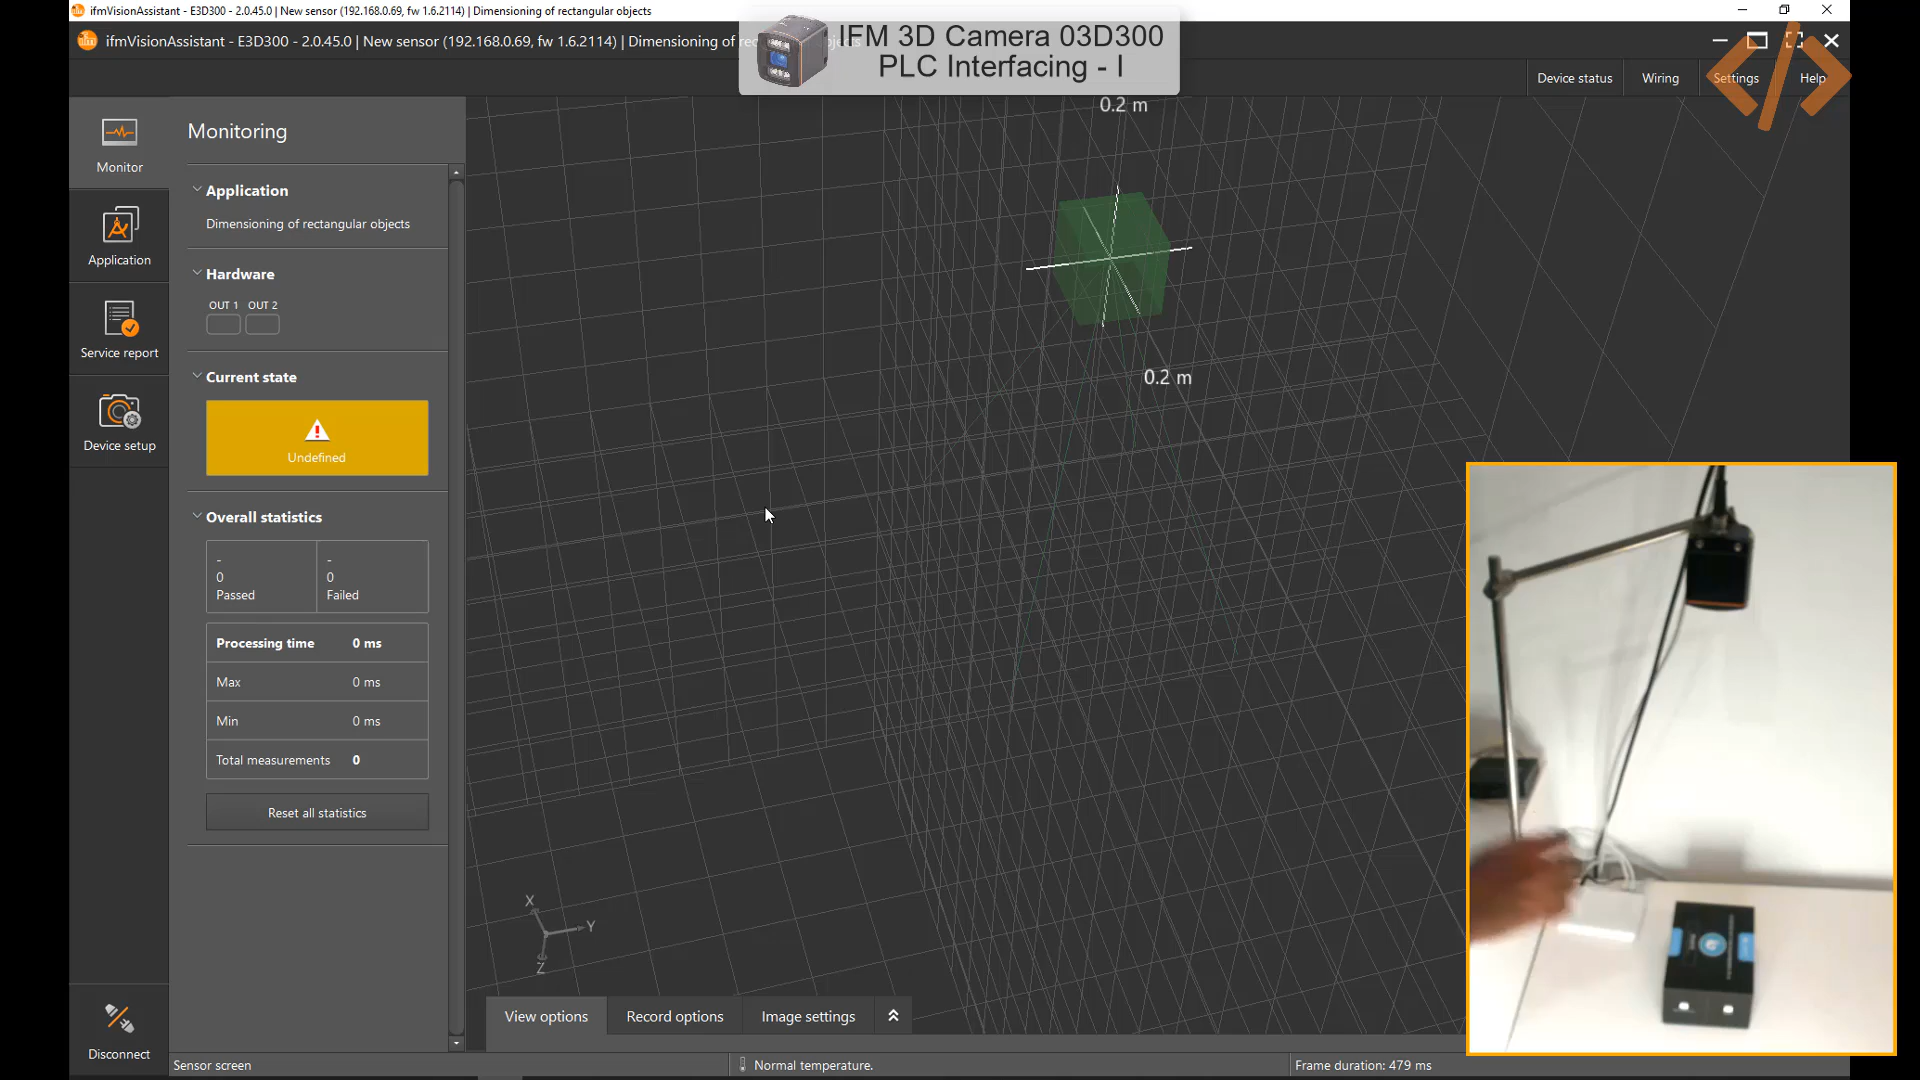 ifmVisionAssistant - E3D300 - 2.0.45.0 | New sensor (192.168.0.69, fw 1.6.2114) | Dimensioning of rectangular objects
ifmVisionAssistant - E3D300 - 2.0.45.0 | New sensor (192.168.0.69, fw 1.6.2114) | Dimensioning of
IFM 3D Camera 03D300
PLC Interfacing - I
Device status
Wiring
Settings
Help
Monitor
Application
Service report
Device setup
Disconnect
Monitoring
Application
Dimensioning of rectangular objects
Hardware
OUT 1 OUT 2
Current state
Undefined
Overall statistics
- -
0 0
Passed Failed
Processing time 0 ms
Max 0 ms
Min 0 ms
Total measurements 0
Reset all statistics
0.2 m
0.2 m
X
Y
Z
View options
Record options
Image settings
Sensor screen
Normal temperature.
Frame duration: 479 ms